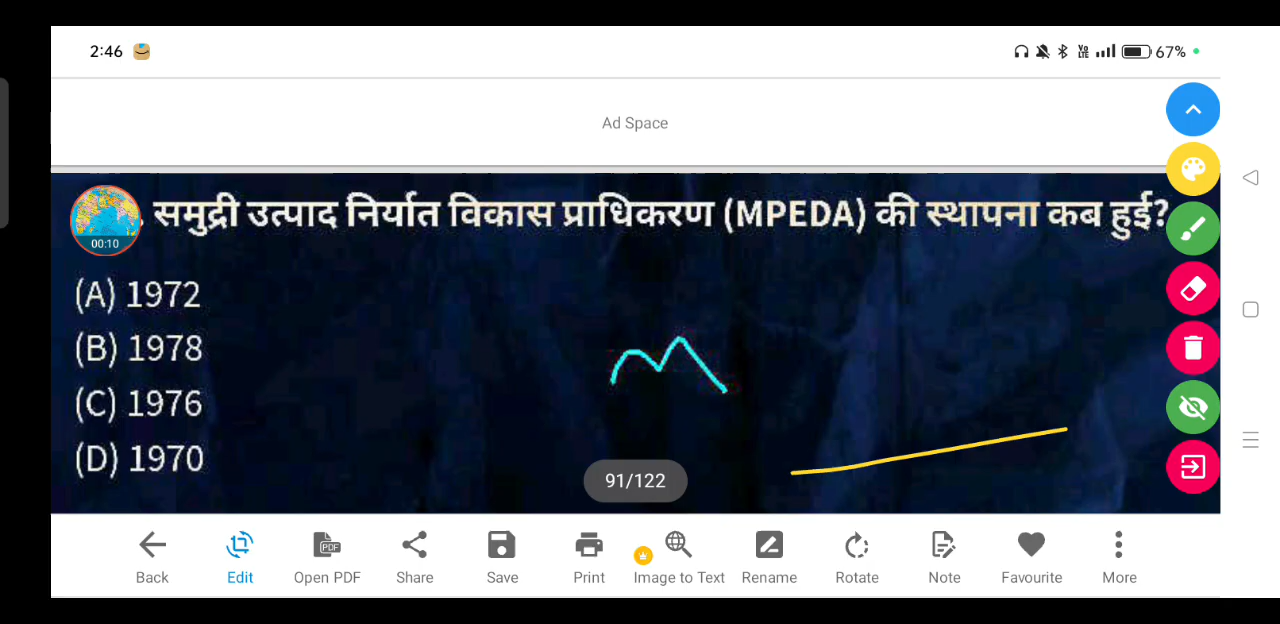 2:46
67%
Ad Space
. समुद्री उत्पाद निर्यात विकास प्राधिकरण (MPEDA) की स्थापना कब हुई?
00:10
(A) 1972
(B) 1978
(C) 1976
(D) 1970
91/122
Back Edit Open PDF Share Save Print Image to Text Rename Rotate Note Favourite More